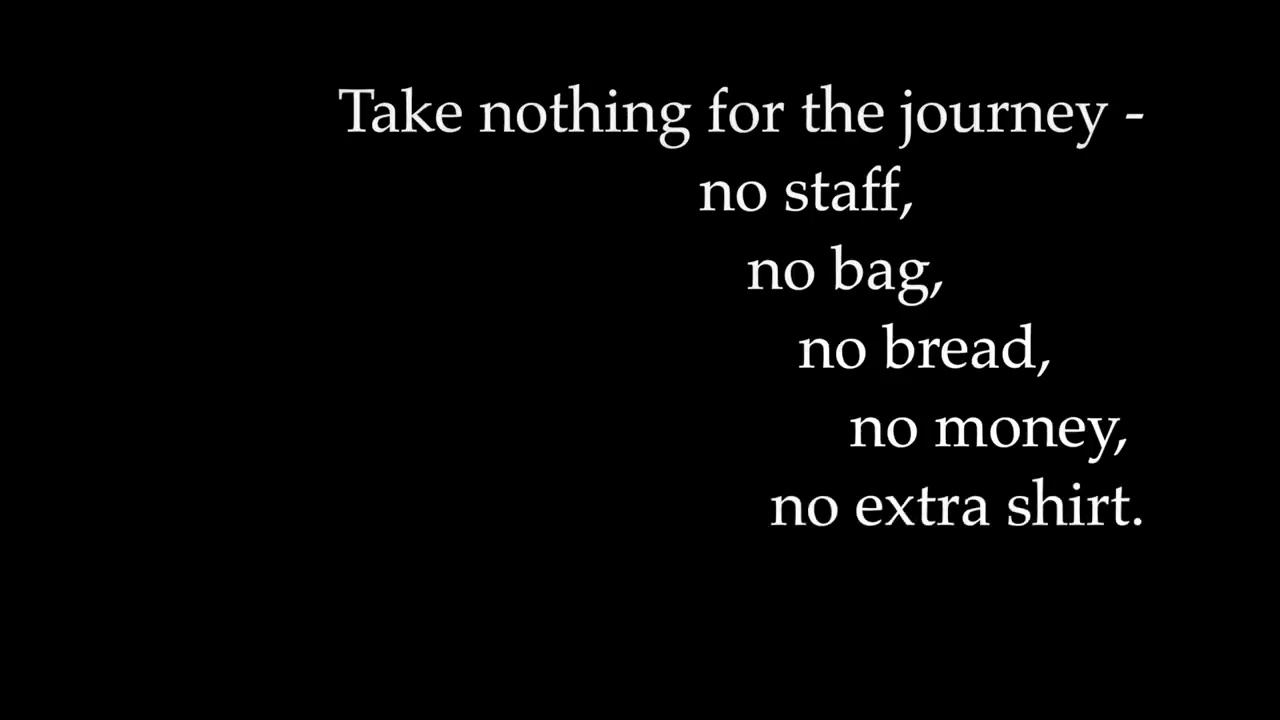 Take nothing for the journey -
no staff,
no bag,
no bread,
no money,
no extra shirt.